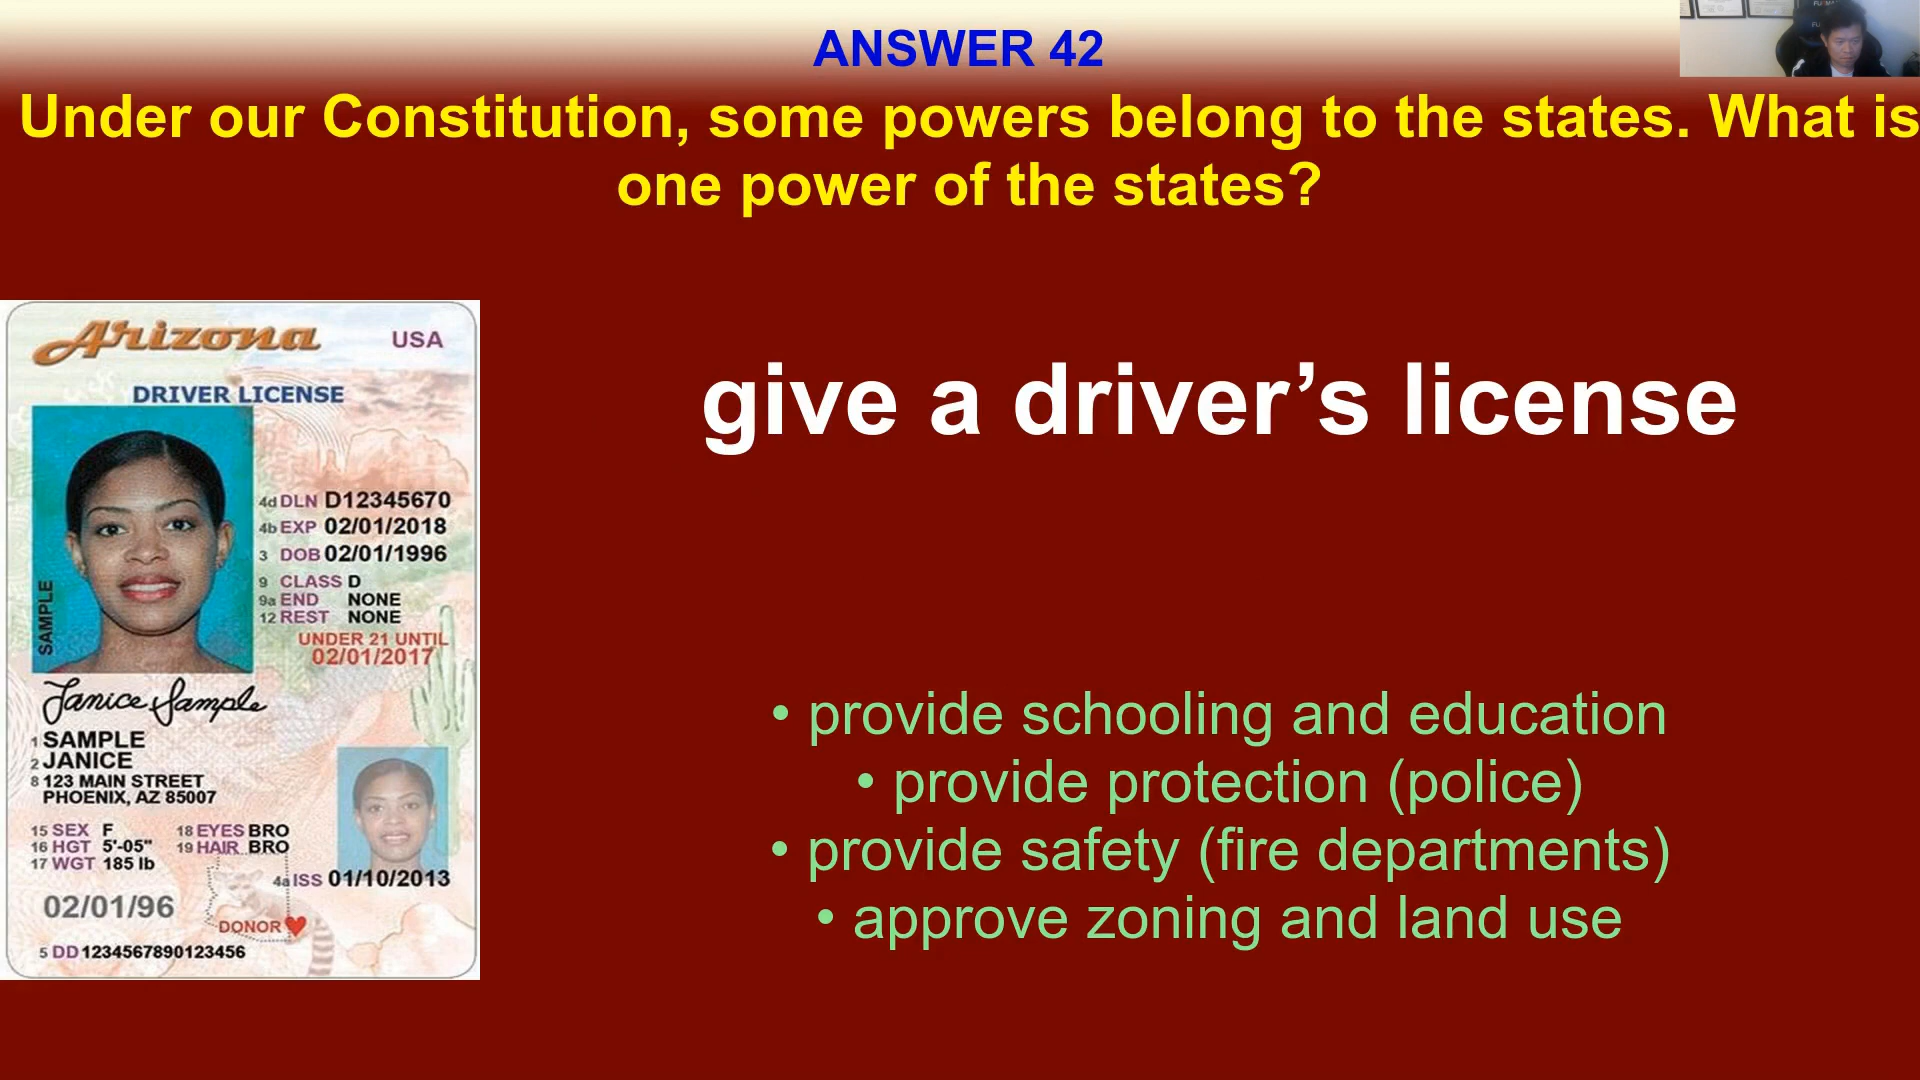 ANSWER 42
Under our Constitution, some powers belong to the states. What is
one power of the states?
Arizona USA
DRIVER LICENSE
4d DLN D12345670
4b EXP 02/01/2018
3 DOB 02/01/1996
9 CLASS D
9a END NONE
12 REST NONE
UNDER 21 UNTIL
02/01/2017
SAMPLE
Janice Sample
1 SAMPLE
2 JANICE
8 123 MAIN STREET
PHOENIX, AZ 85007
15 SEX F 18 EYES BRO
16 HGT 5'-05" 19 HAIR BRO
17 WGT 185 lb
4a ISS 01/10/2013
02/01/96
DONOR
5 DD 1234567890123456
give a driver’s license
• provide schooling and education
• provide protection (police)
• provide safety (fire departments)
• approve zoning and land use